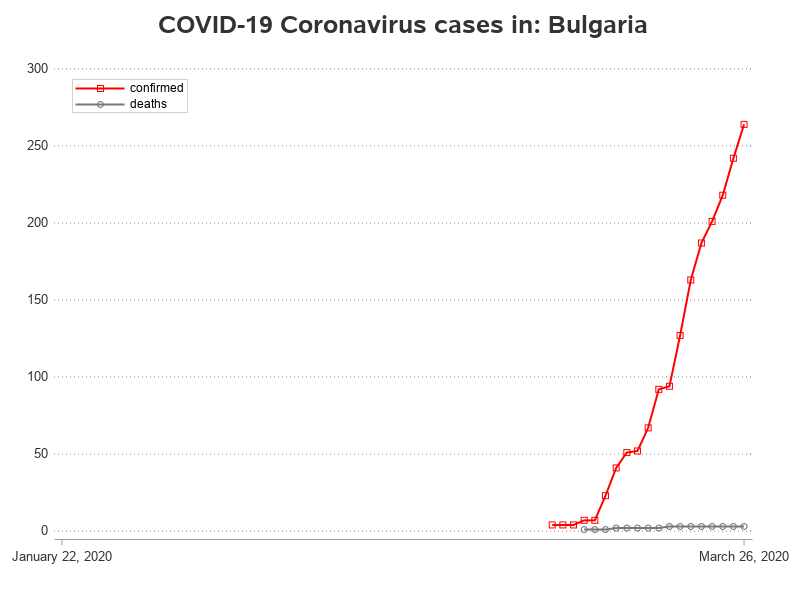 COVID-19 Coronavirus cases in: Bulgaria
300
confirmed
deaths
250
200
150
100
50
0
January 22, 2020
March 26, 2020